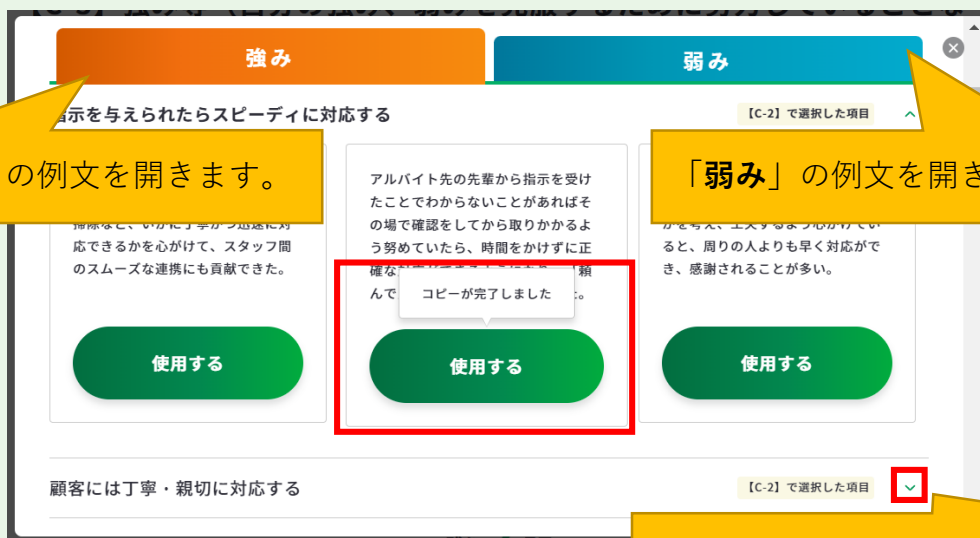 強み
弱み
指示を与えられたらスピーディに対応する
【C-2】で選択した項目
の例文を開きます。
「弱み」の例文を開き
応できるかを心がけて、スタッフ間
のスムーズな連携にも貢献できた。
アルバイト先の先輩から指示を受け
たことでわからないことがあればそ
の場で確認をしてから取りかかるよ
う努めていたら、時間をかけずに正
確な
頼
んで
コピーが完了しました
ると、周りの人よりも早く対応がで
き、感謝されることが多い。
使用する
使用する
使用する
顧客には丁寧・親切に対応する
【C-2】で選択した項目